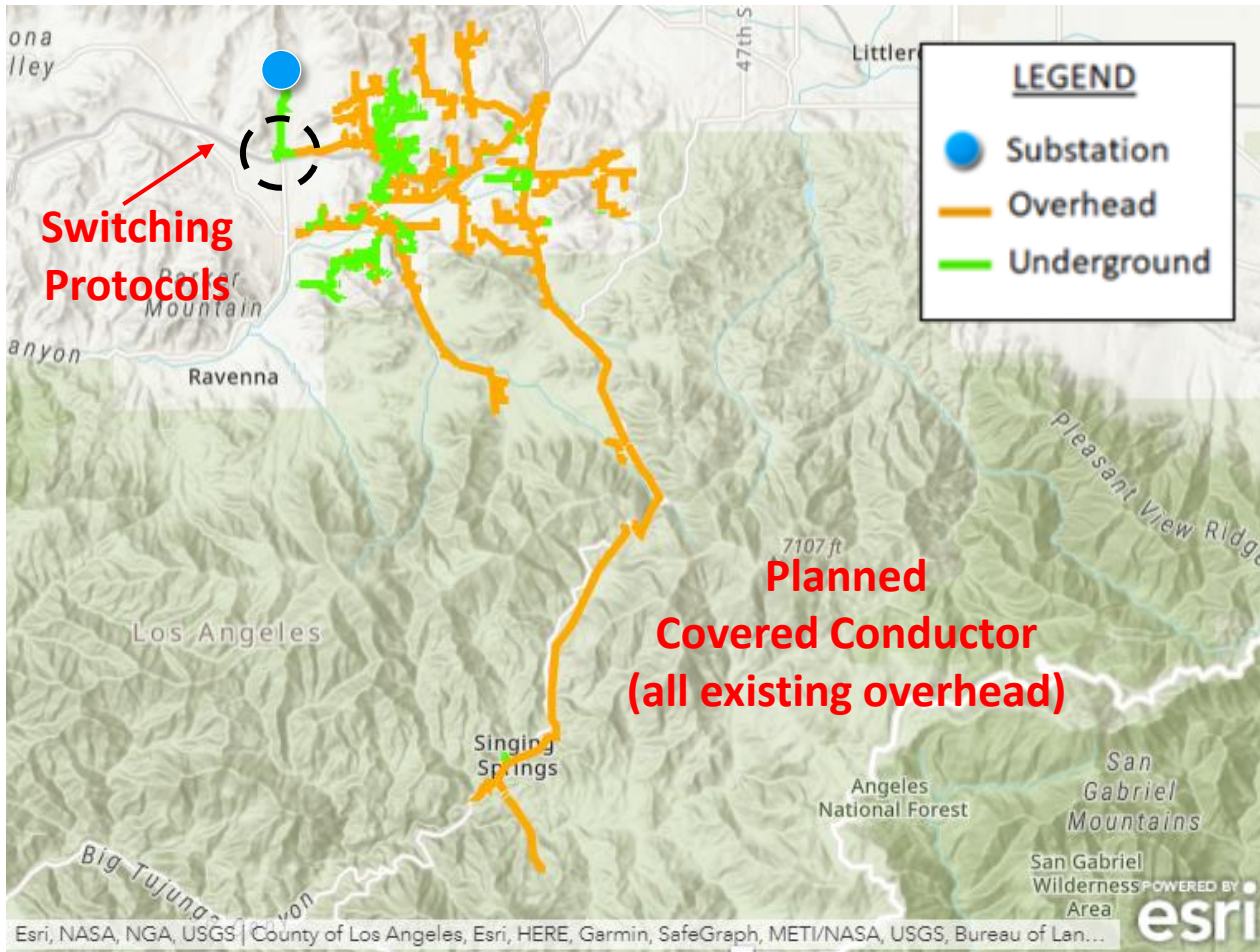 ona
lley
47th S
Littler
LEGEND
Substation
Overhead
Underground
Switching
Protocols
Parker
Mountain
anyon
Ravenna
Pleasant View Ridge
7107 ft
Planned
Covered Conductor
(all existing overhead)
Los Angeles
Singing
Springs
Angeles
National Forest
San
Gabriel
Mountains
Big Tujunga Canyon
San Gabriel
Wilderness
Area
POWERED BY
esri
Esri, NASA, NGA, USGS | County of Los Angeles, Esri, HERE, Garmin, SafeGraph, METI/NASA, USGS, Bureau of Lan...